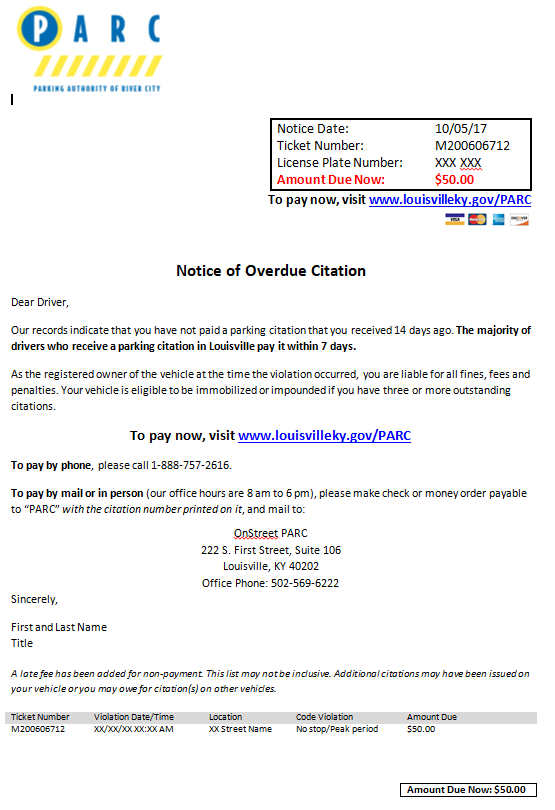 P A R C
PARKING AUTHORITY OF RIVER CITY
Notice Date: 10/05/17
Ticket Number: M200606712
License Plate Number: XXX XXX
Amount Due Now: $50.00
To pay now, visit www.louisvilleky.gov/PARC
VISA MasterCard DISCOVER
Notice of Overdue Citation
Dear Driver,
Our records indicate that you have not paid a parking citation that you received 14 days ago. The majority of
drivers who receive a parking citation in Louisville pay it within 7 days.
As the registered owner of the vehicle at the time the violation occurred, you are liable for all fines, fees and
penalties. Your vehicle is eligible to be immobilized or impounded if you have three or more outstanding
citations.
To pay now, visit www.louisvilleky.gov/PARC
To pay by phone, please call 1-888-757-2616.
To pay by mail or in person (our office hours are 8 am to 6 pm), please make check or money order payable
to “PARC” with the citation number printed on it, and mail to:
OnStreet PARC
222 S. First Street, Suite 106
Louisville, KY 40202
Office Phone: 502-569-6222
Sincerely,
First and Last Name
Title
A late fee has been added for non-payment. This list may not be inclusive. Additional citations may have been issued on
your vehicle or you may owe for citation(s) on other vehicles.
Ticket Number Violation Date/Time Location Code Violation Amount Due
M200606712 XX/XX/XX XX:XX AM XX Street Name No stop/Peak period $50.00
Amount Due Now: $50.00